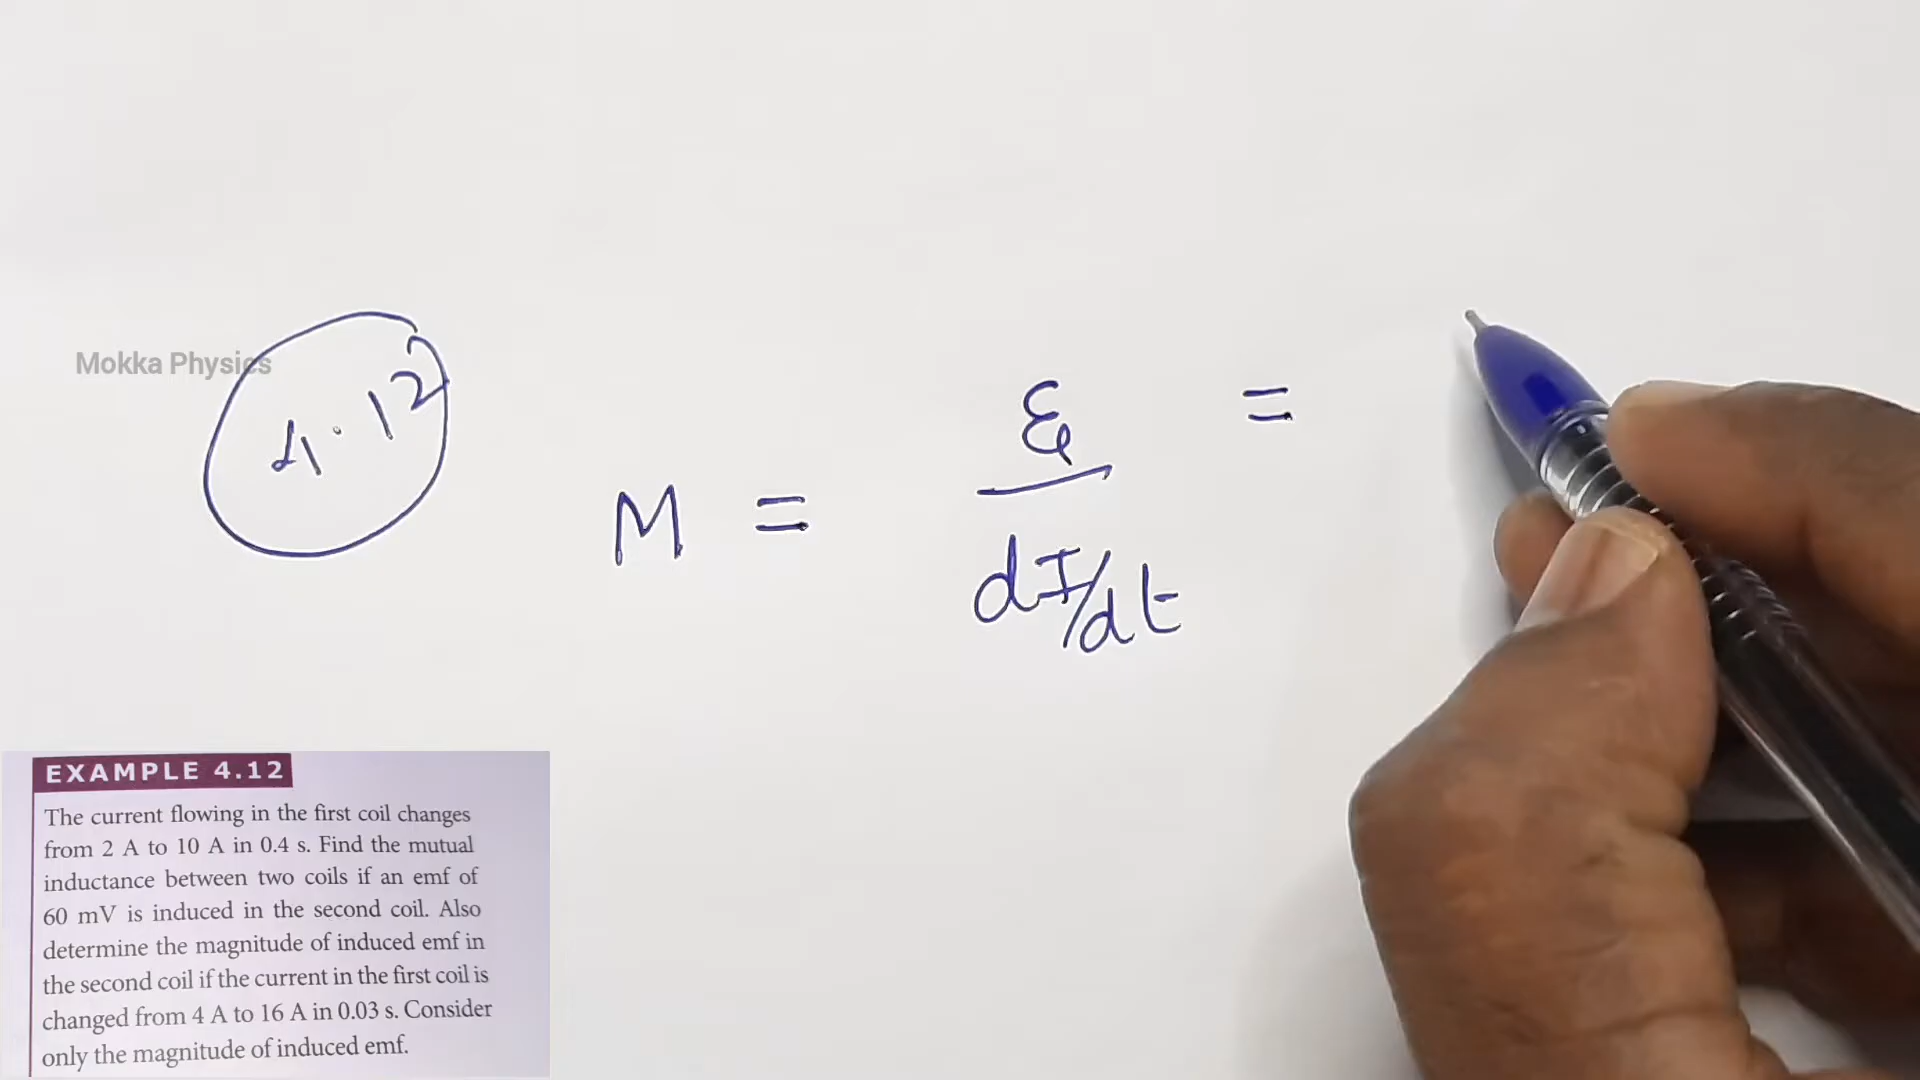 Mokka Physics
4.12
M = ε / dI/dt =
EXAMPLE 4.12
The current flowing in the first coil changes
from 2 A to 10 A in 0.4 s. Find the mutual
inductance between two coils if an emf of
60 mV is induced in the second coil. Also
determine the magnitude of induced emf in
the second coil if the current in the first coil is
changed from 4 A to 16 A in 0.03 s. Consider
only the magnitude of induced emf.